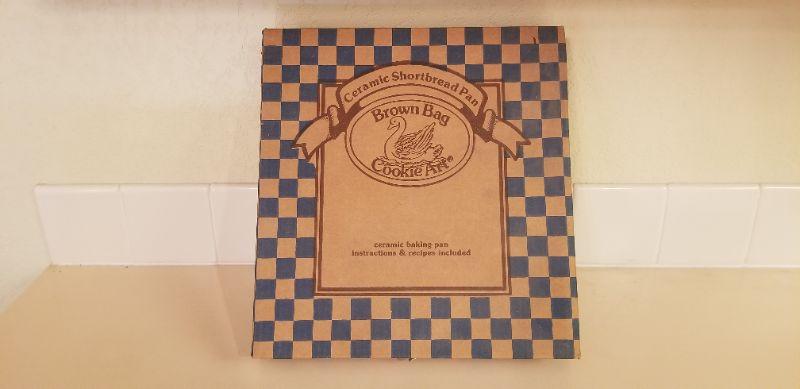 Ceramic Shortbread Pan
Brown Bag
Cookie Art®
ceramic baking pan
instructions & recipes included